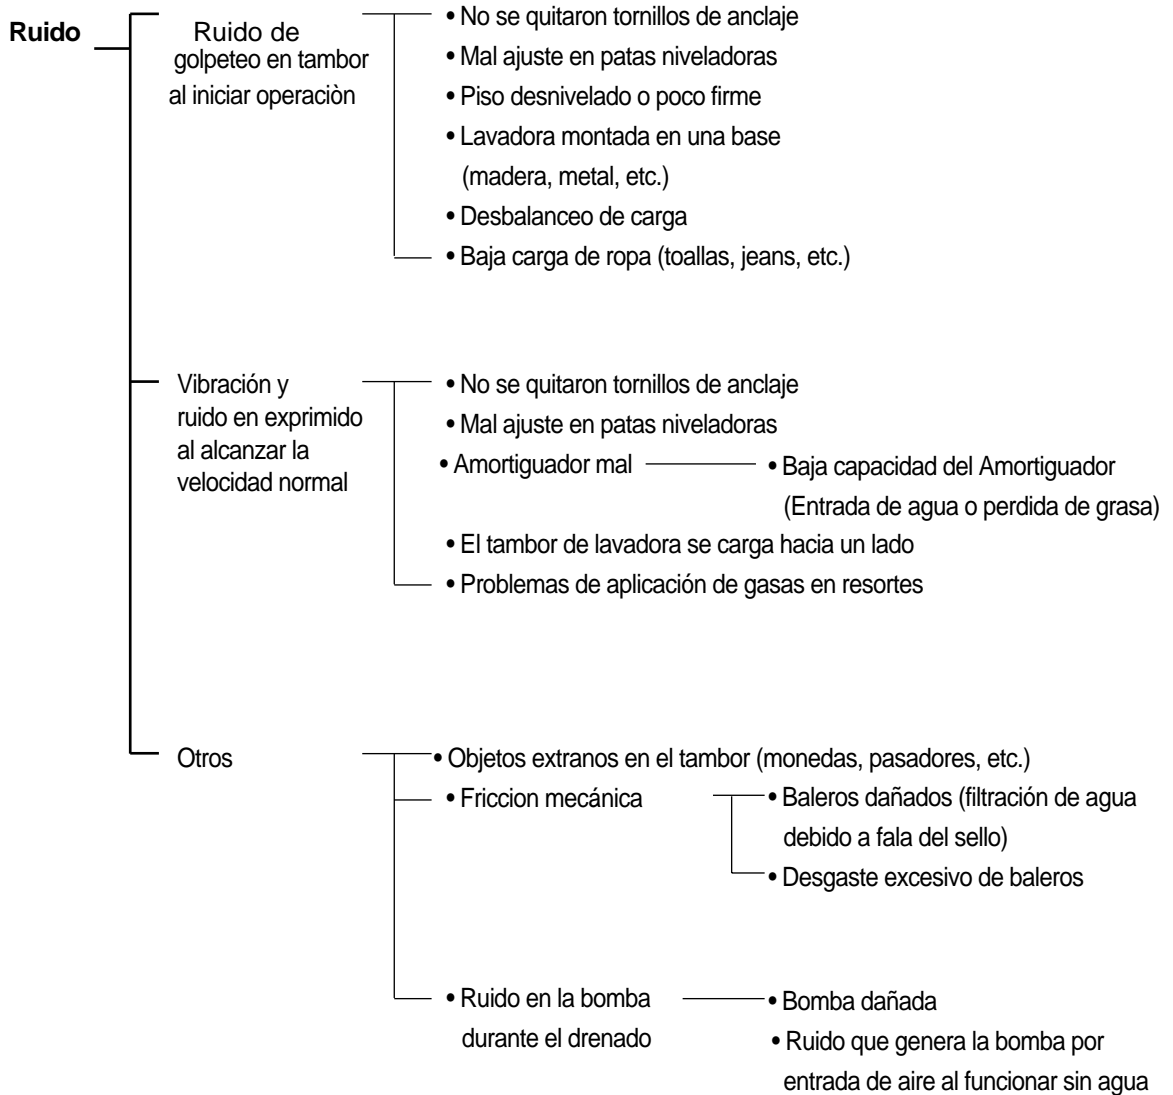 Ruido
Ruido de
golpeteo en tambor
al iniciar operaciòn
• No se quitaron tornillos de anclaje
• Mal ajuste en patas niveladoras
• Piso desnivelado o poco firme
• Lavadora montada en una base
(madera, metal, etc.)
• Desbalanceo de carga
• Baja carga de ropa (toallas, jeans, etc.)
Vibración y
ruido en exprimido
al alcanzar la
velocidad normal
• No se quitaron tornillos de anclaje
• Mal ajuste en patas niveladoras
• Amortiguador mal
• Baja capacidad del Amortiguador
(Entrada de agua o perdida de grasa)
• El tambor de lavadora se carga hacia un lado
• Problemas de aplicación de gasas en resortes
Otros
• Objetos extranos en el tambor (monedas, pasadores, etc.)
• Friccion mecánica
• Baleros dañados (filtración de agua
debido a fala del sello)
• Desgaste excesivo de baleros
• Ruido en la bomba
durante el drenado
• Bomba dañada
• Ruido que genera la bomba por
entrada de aire al funcionar sin agua